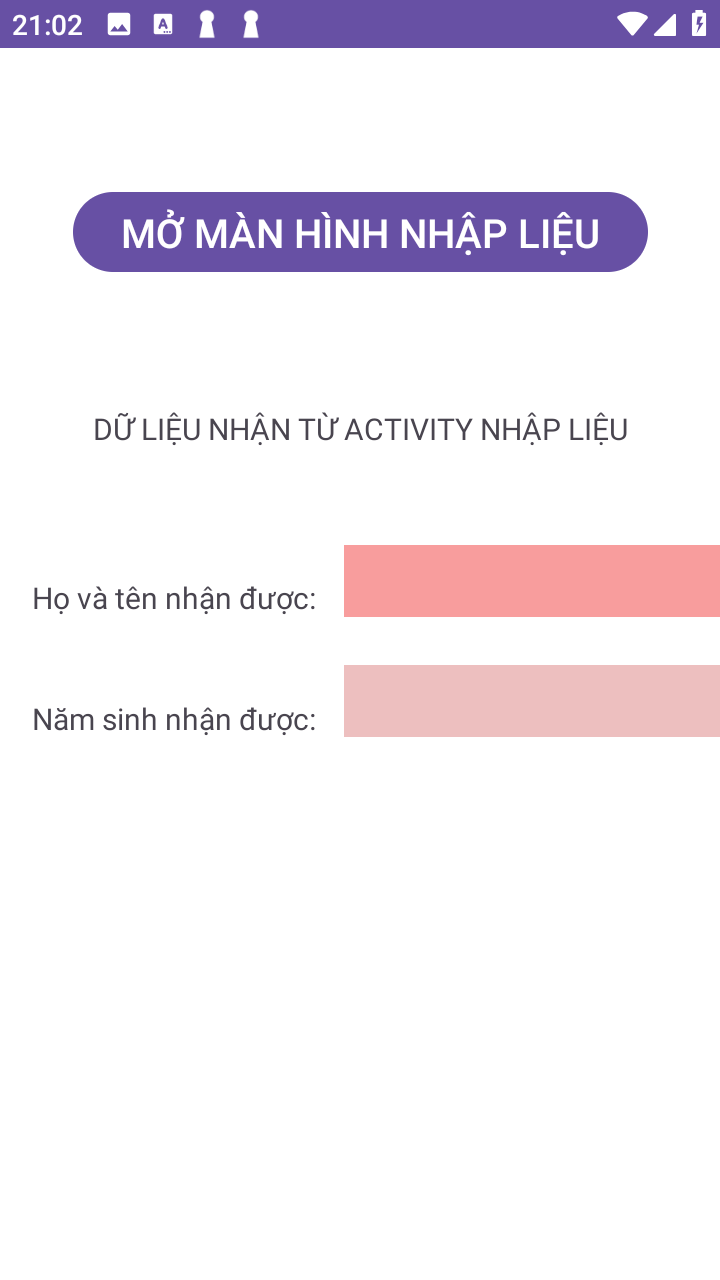 21:02
MỞ MÀN HÌNH NHẬP LIỆU
DỮ LIỆU NHẬN TỪ ACTIVITY NHẬP LIỆU
Họ và tên nhận được:
Năm sinh nhận được: